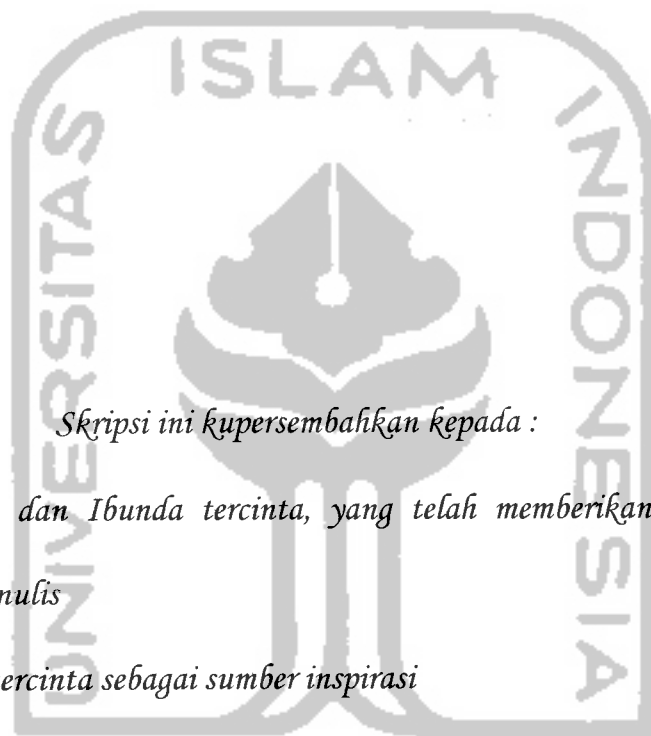 UNIVERSITAS ISLAM INDONESIA
Skripsi ini kupersembahkan kepada :
dan Ibunda tercinta, yang telah memberikan
nulis
ercinta sebagai sumber inspirasi